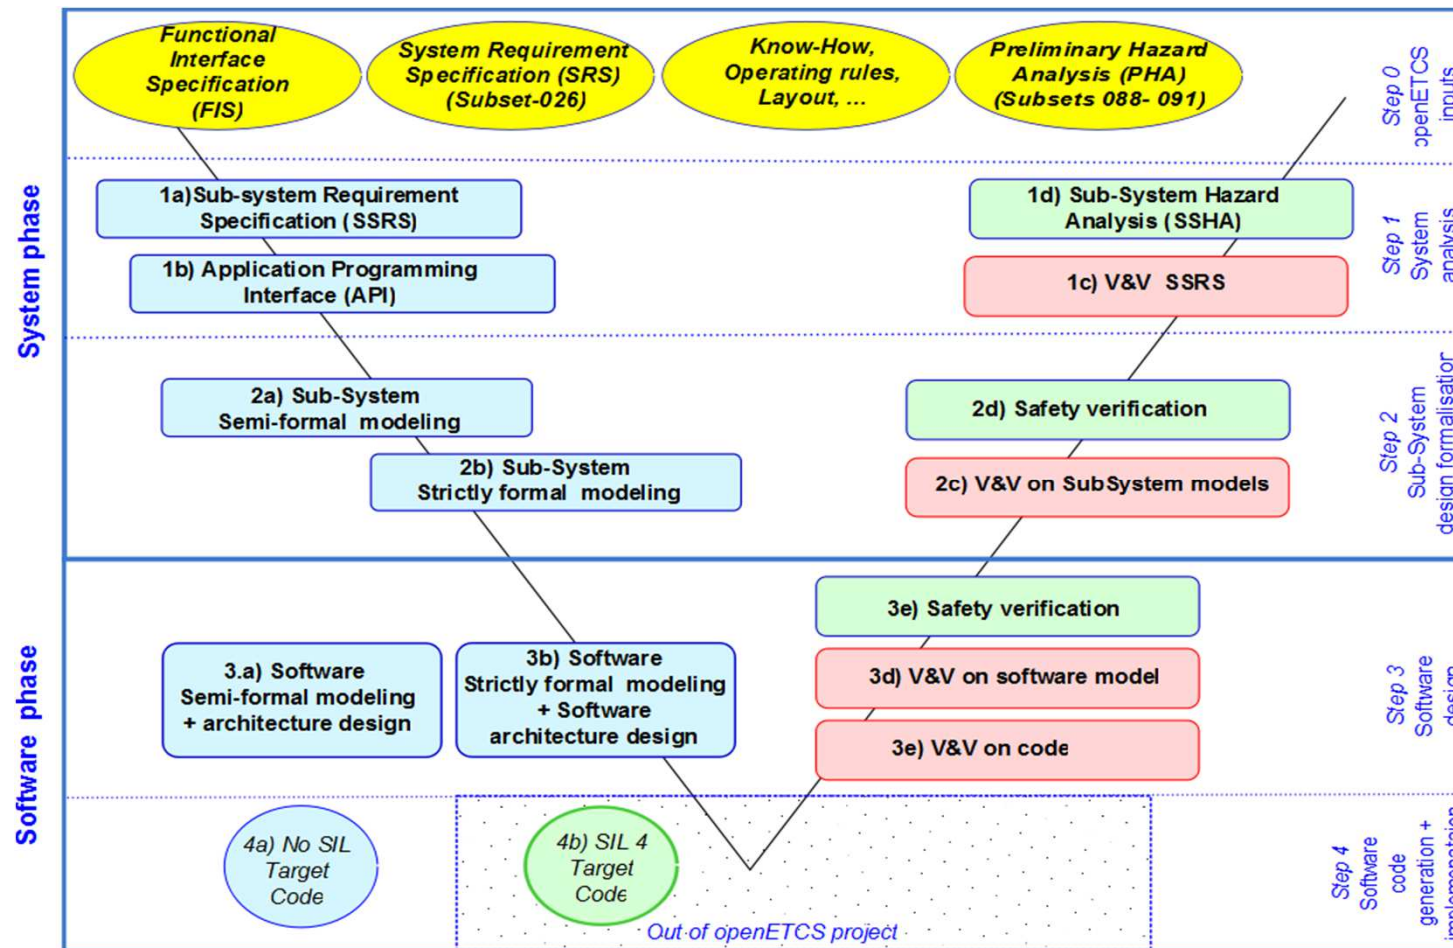 Functional
Interface
Specification
(FIS)
System Requirement
Specification (SRS)
(Subset-026)
Know-How,
Operating rules,
Layout, ...
Preliminary Hazard
Analysis (PHA)
(Subsets 088- 091)
Step 0
openETCS
inputs
System phase
1a)Sub-system Requirement
Specification (SSRS)
1b) Application Programming
Interface (API)
1d) Sub-System Hazard
Analysis (SSHA)
1c) V&V SSRS
Step 1
System
analysis
2a) Sub-System
Semi-formal modeling
2b) Sub-System
Strictly formal modeling
2d) Safety verification
2c) V&V on SubSystem models
Step 2
Sub-System
design formalisation
Software phase
3.a) Software
Semi-formal modeling
+ architecture design
3b) Software
Strictly formal modeling
+ Software
architecture design
3e) Safety verification
3d) V&V on software model
3e) V&V on code
Step 3
Software
design
4a) No SIL
Target
Code
4b) SIL 4
Target
Code
Out of openETCS project
Step 4
Software
code
generation +